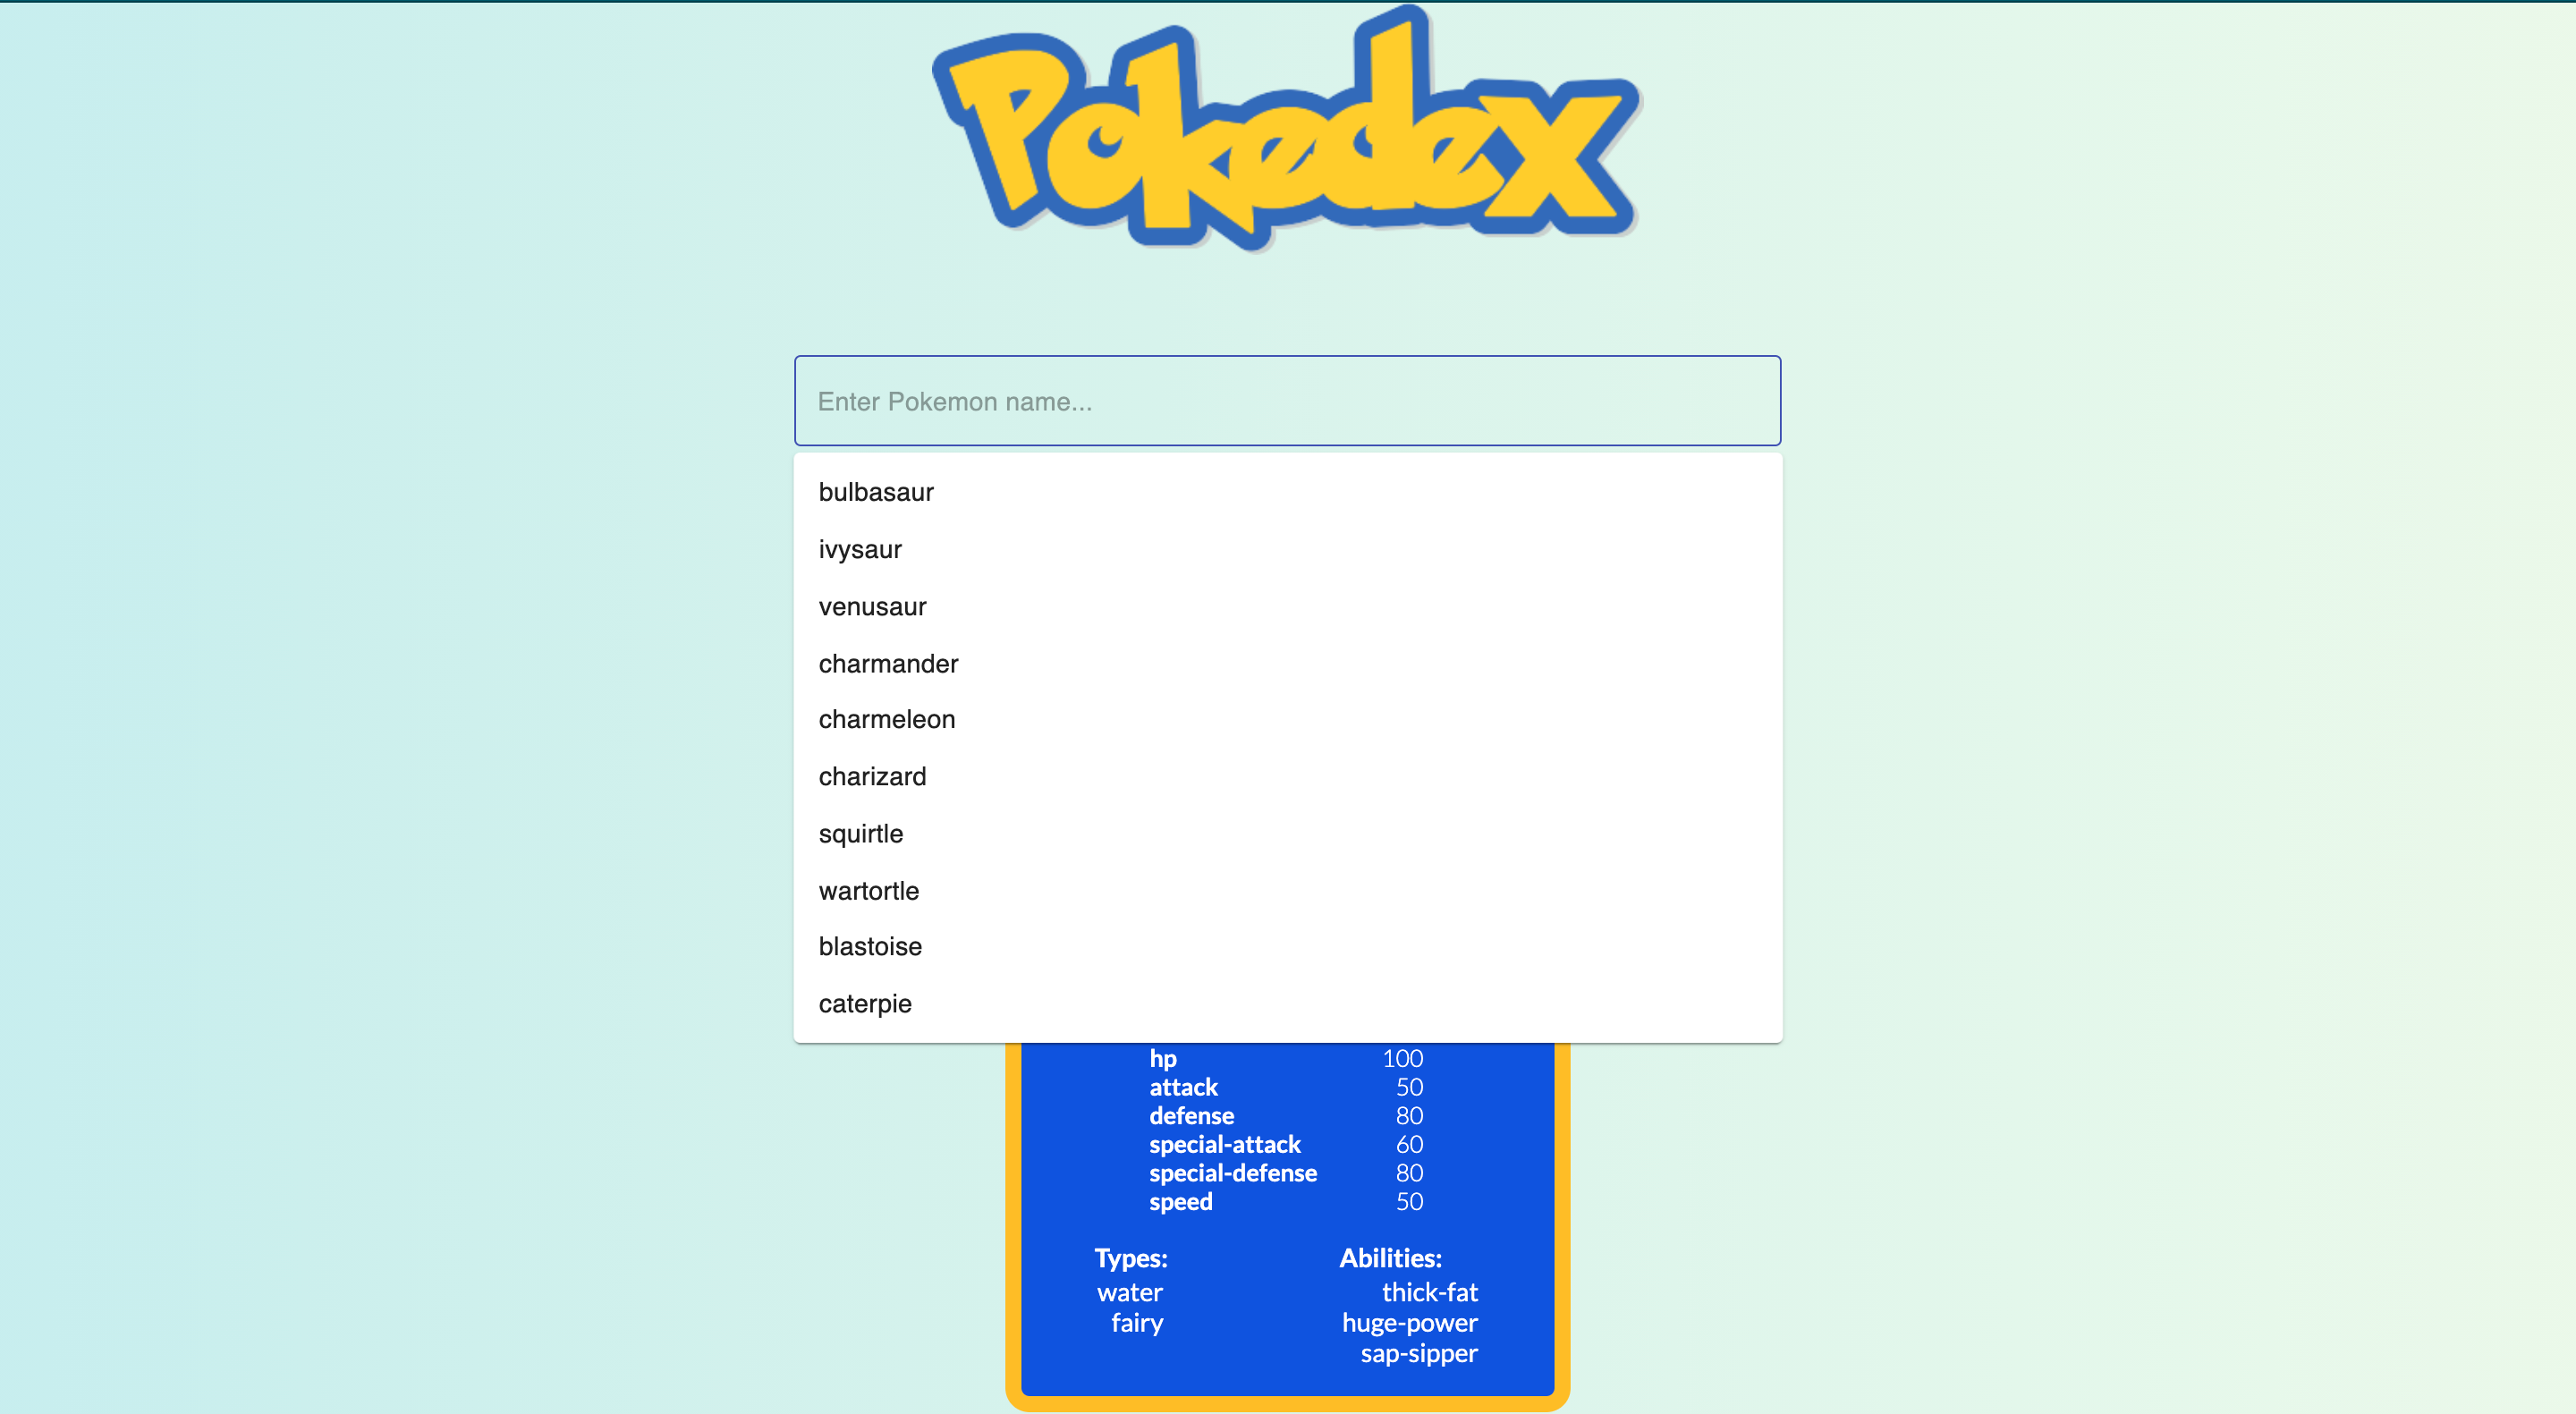 Pokedex
Enter Pokemon name...
bulbasaur
ivysaur
venusaur
charmander
charmeleon
charizard
squirtle
wartortle
blastoise
caterpie
hp 100
attack 50
defense 80
special-attack 60
special-defense 80
speed 50
Types: Abilities:
water thick-fat
fairy huge-power
sap-sipper